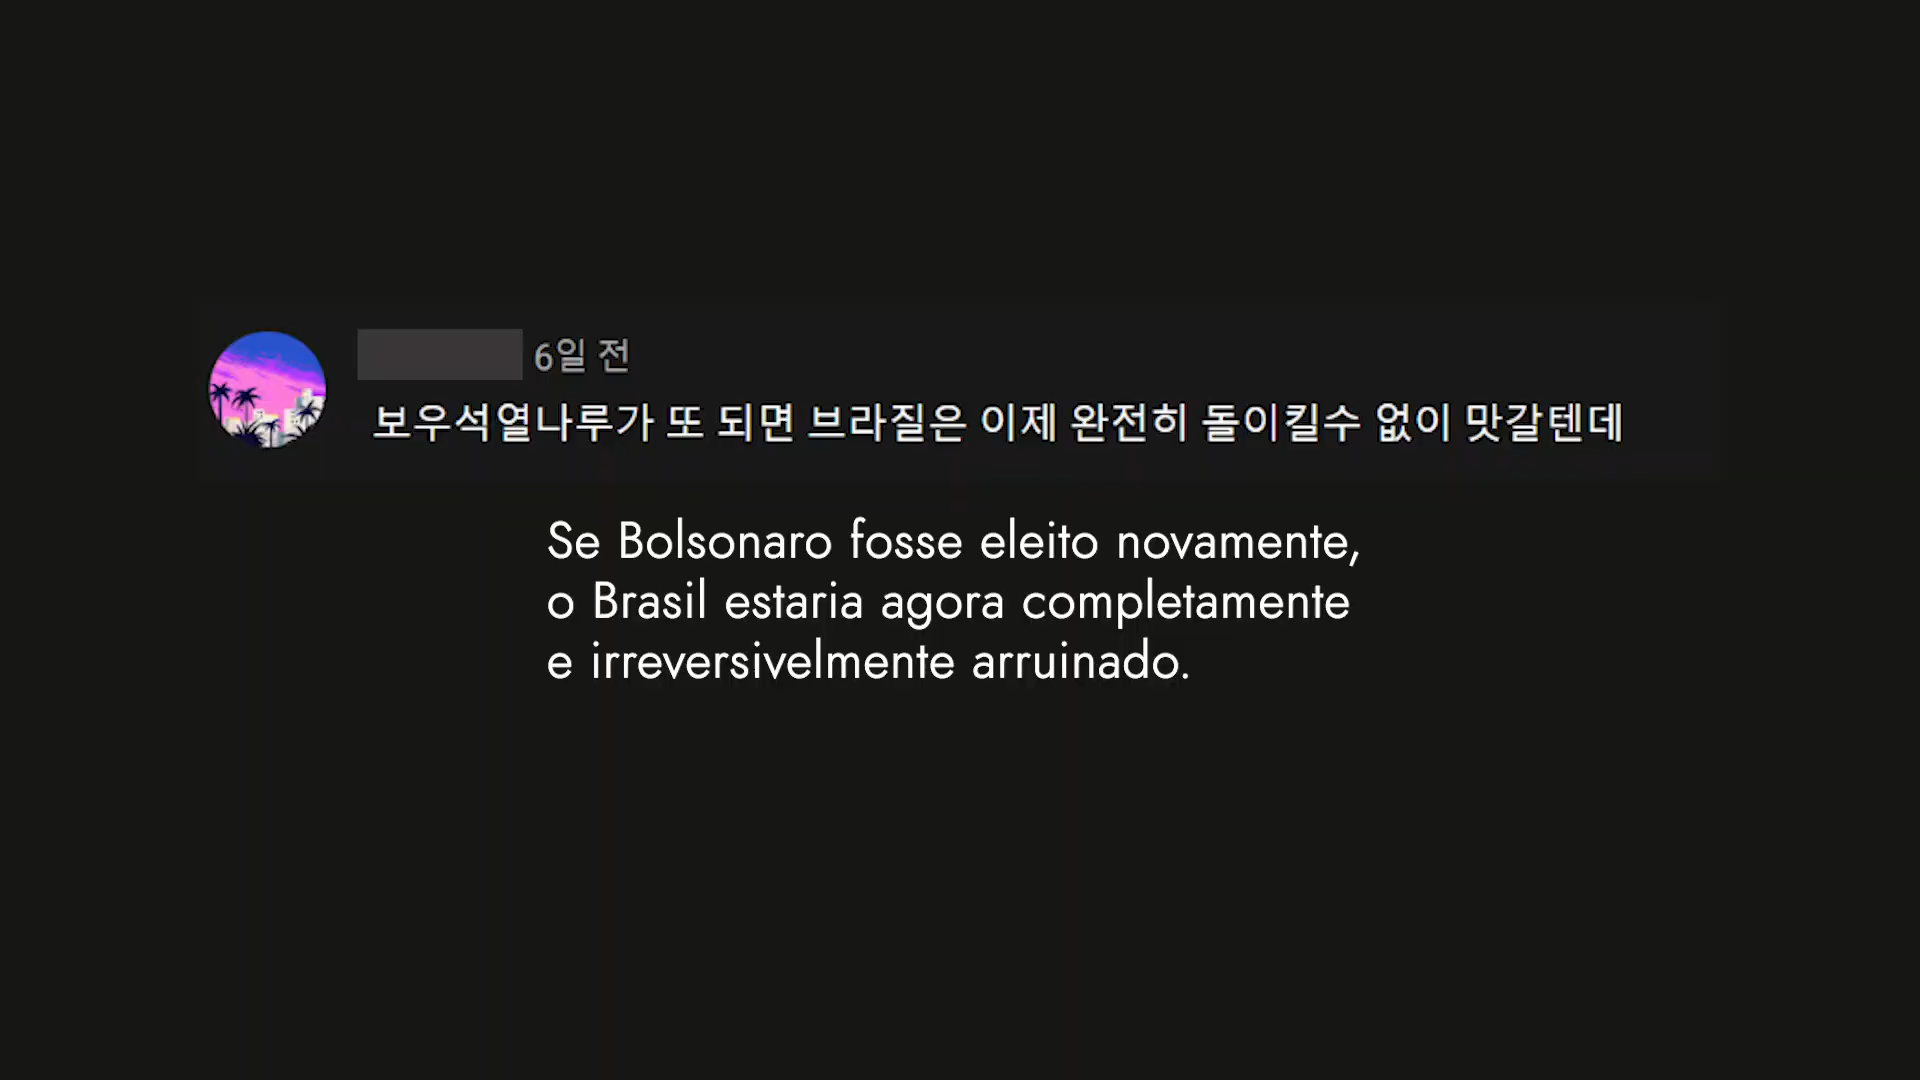 6일 전
보우석열나루가 또 되면 브라질은 이제 완전히 돌이킬수 없이 맛갈텐데
Se Bolsonaro fosse eleito novamente,
o Brasil estaria agora completamente
e irreversivelmente arruinado.